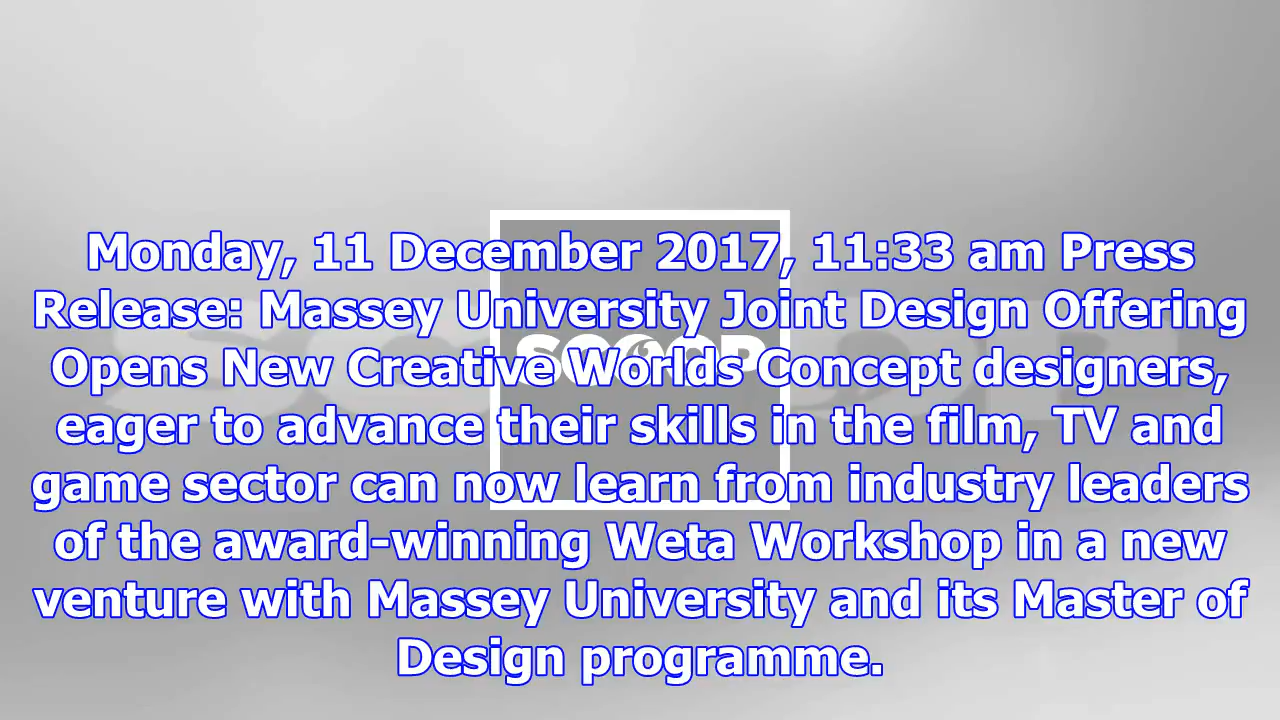 Monday, 11 December 2017, 11:33 am Press
Release: Massey University Joint Design Offering
Opens New Creative Worlds Concept designers,
eager to advance their skills in the film, TV and
game sector can now learn from industry leaders
of the award-winning Weta Workshop in a new
venture with Massey University and its Master of
Design programme.
SCOOP